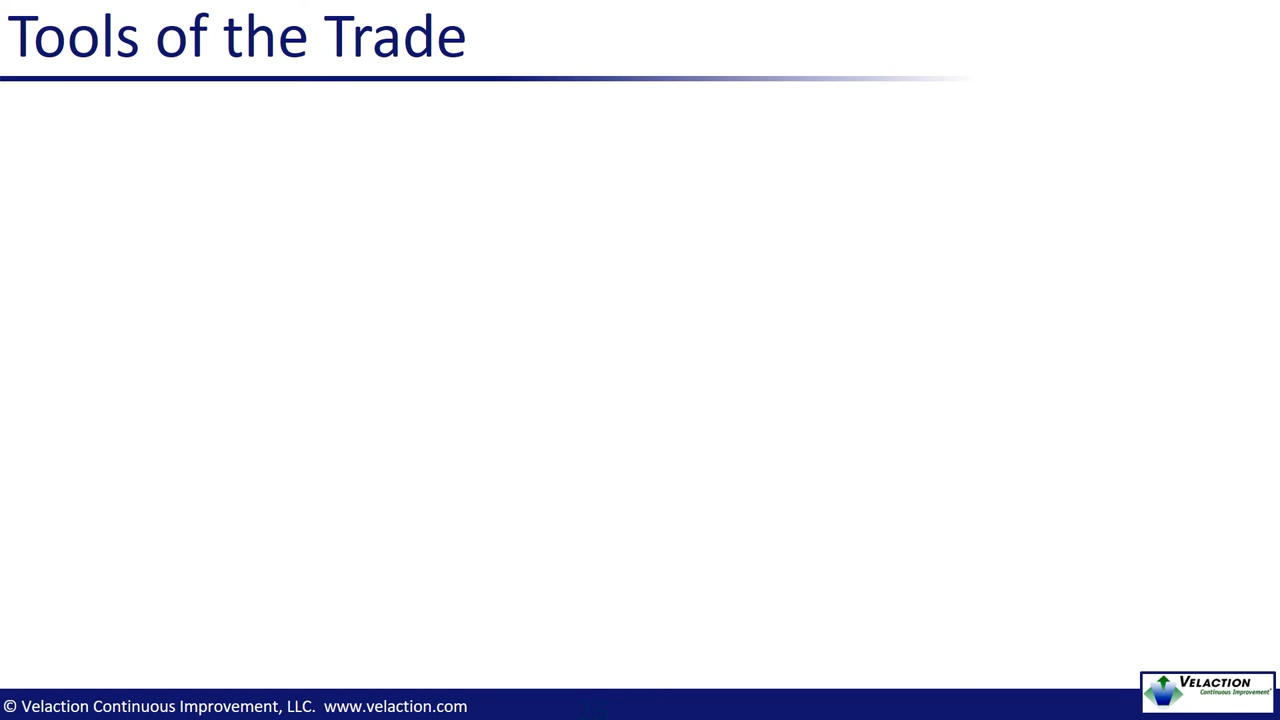 Tools of the Trade
© Velaction Continuous Improvement, LLC. www.velaction.com
VELACTION
Continuous Improvement